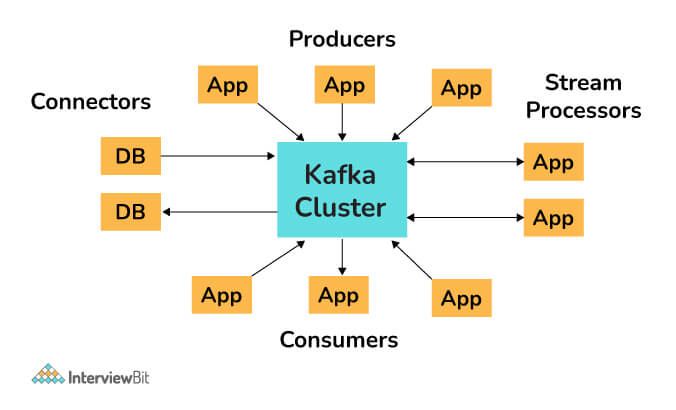 Producers
Connectors
App
App
App
Stream
Processors
DB
DB
Kafka
Cluster
App
App
App
App
App
Consumers
InterviewBit